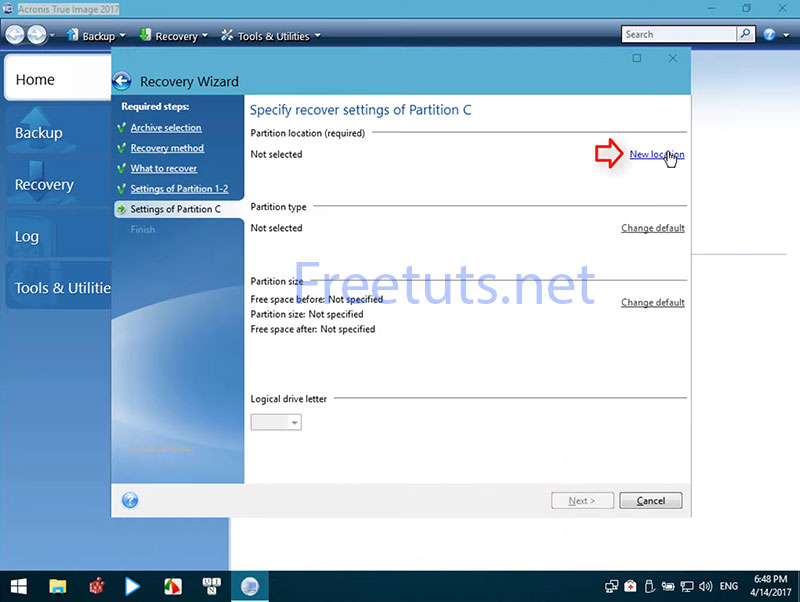 Acronis True Image 2017
Backup
Recovery
Tools & Utilities
Search
Home
Backup
Recovery
Log
Tools & Utilitie
Recovery Wizard
Required steps:
Archive selection
Recovery method
What to recover
Settings of Partition 1-2
Settings of Partition C
Finish
Specify recover settings of Partition C
Partition location (required)
Not selected
New location
Partition type
Not selected
Change default
Partition size
Free space before: Not specified
Change default
Partition size: Not specified
Free space after: Not specified
Freetuts.net
Logical drive letter
Next >
Cancel
ENG
6:48 PM
4/14/2017